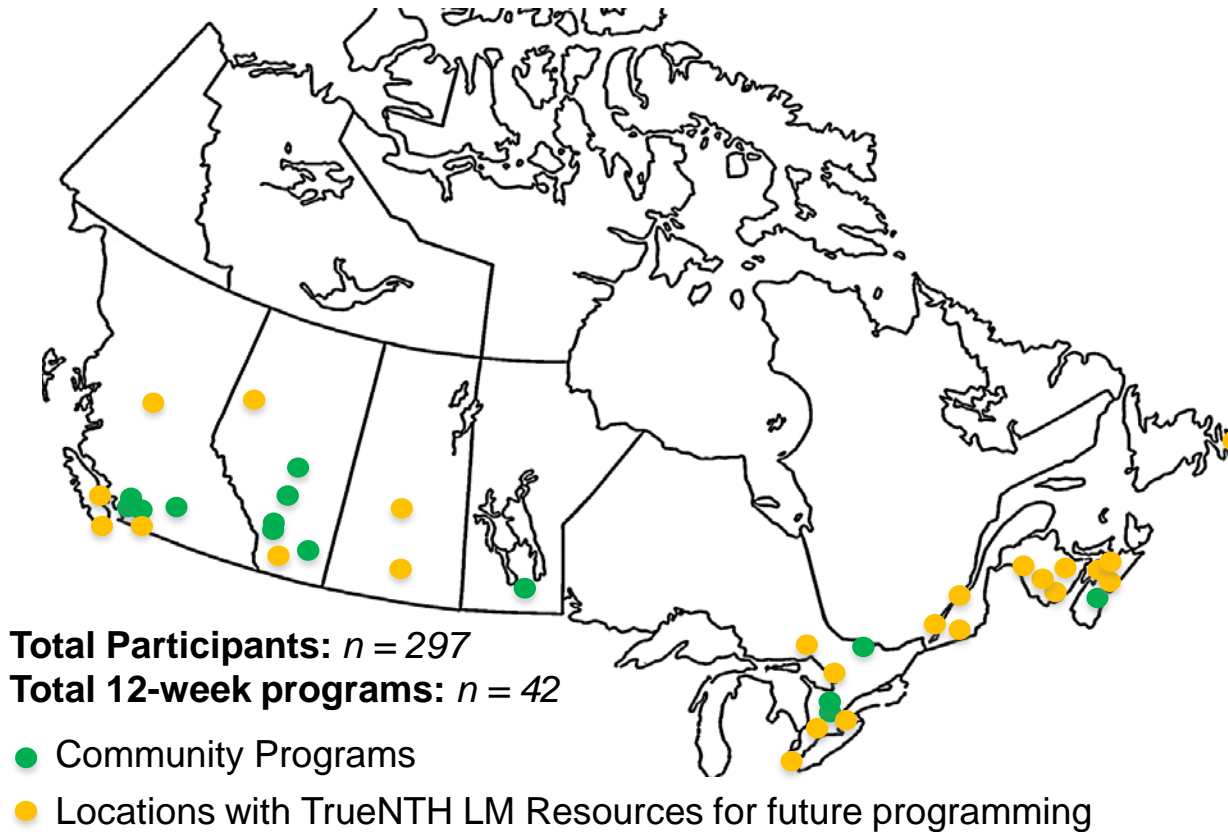 Total Participants: n = 297
Total 12-week programs: n = 42
Community Programs
Locations with TrueNTH LM Resources for future programming